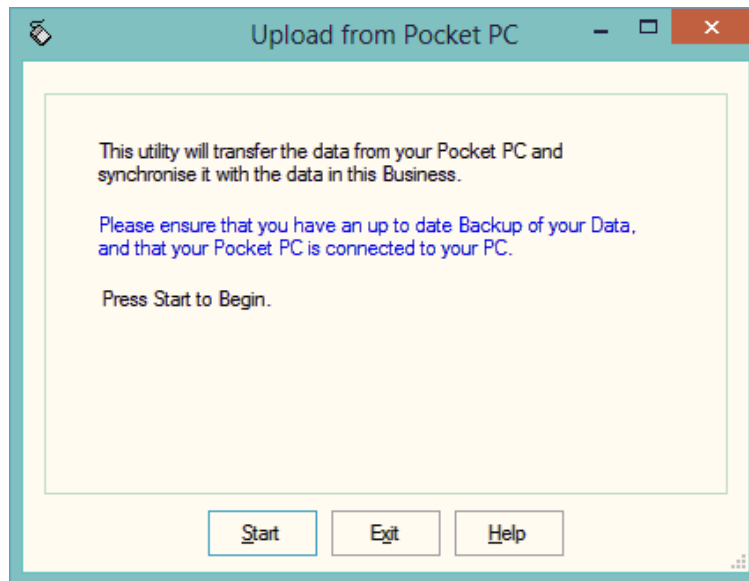 Upload from Pocket PC
This utility will transfer the data from your Pocket PC and
synchronise it with the data in this Business.
Please ensure that you have an up to date Backup of your Data,
and that your Pocket PC is connected to your PC.
Press Start to Begin.
Start
Exit
Help